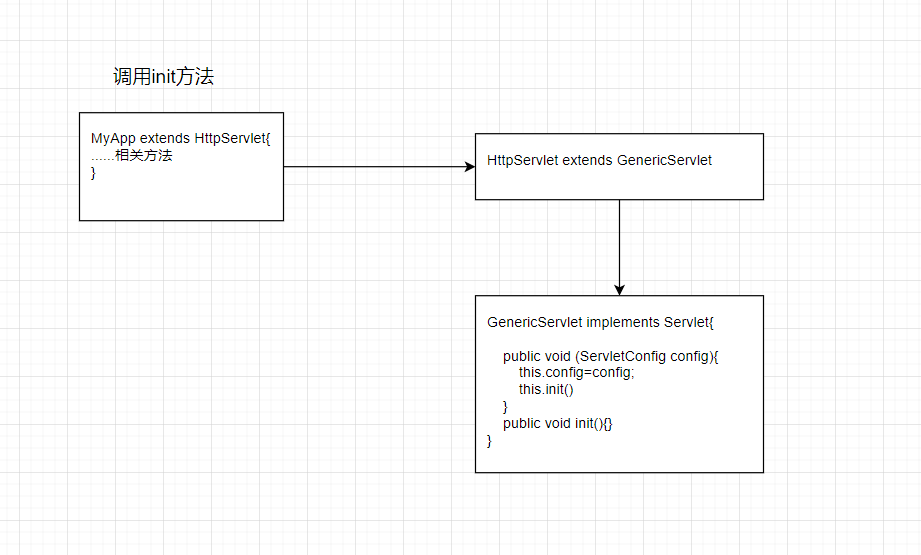 调用init方法
MyApp extends HttpServlet{
......相关方法
}
HttpServlet extends GenericServlet
GenericServlet implements Servlet{
public void (ServletConfig config){
this.config=config;
this.init()
}
public void init(){}
}